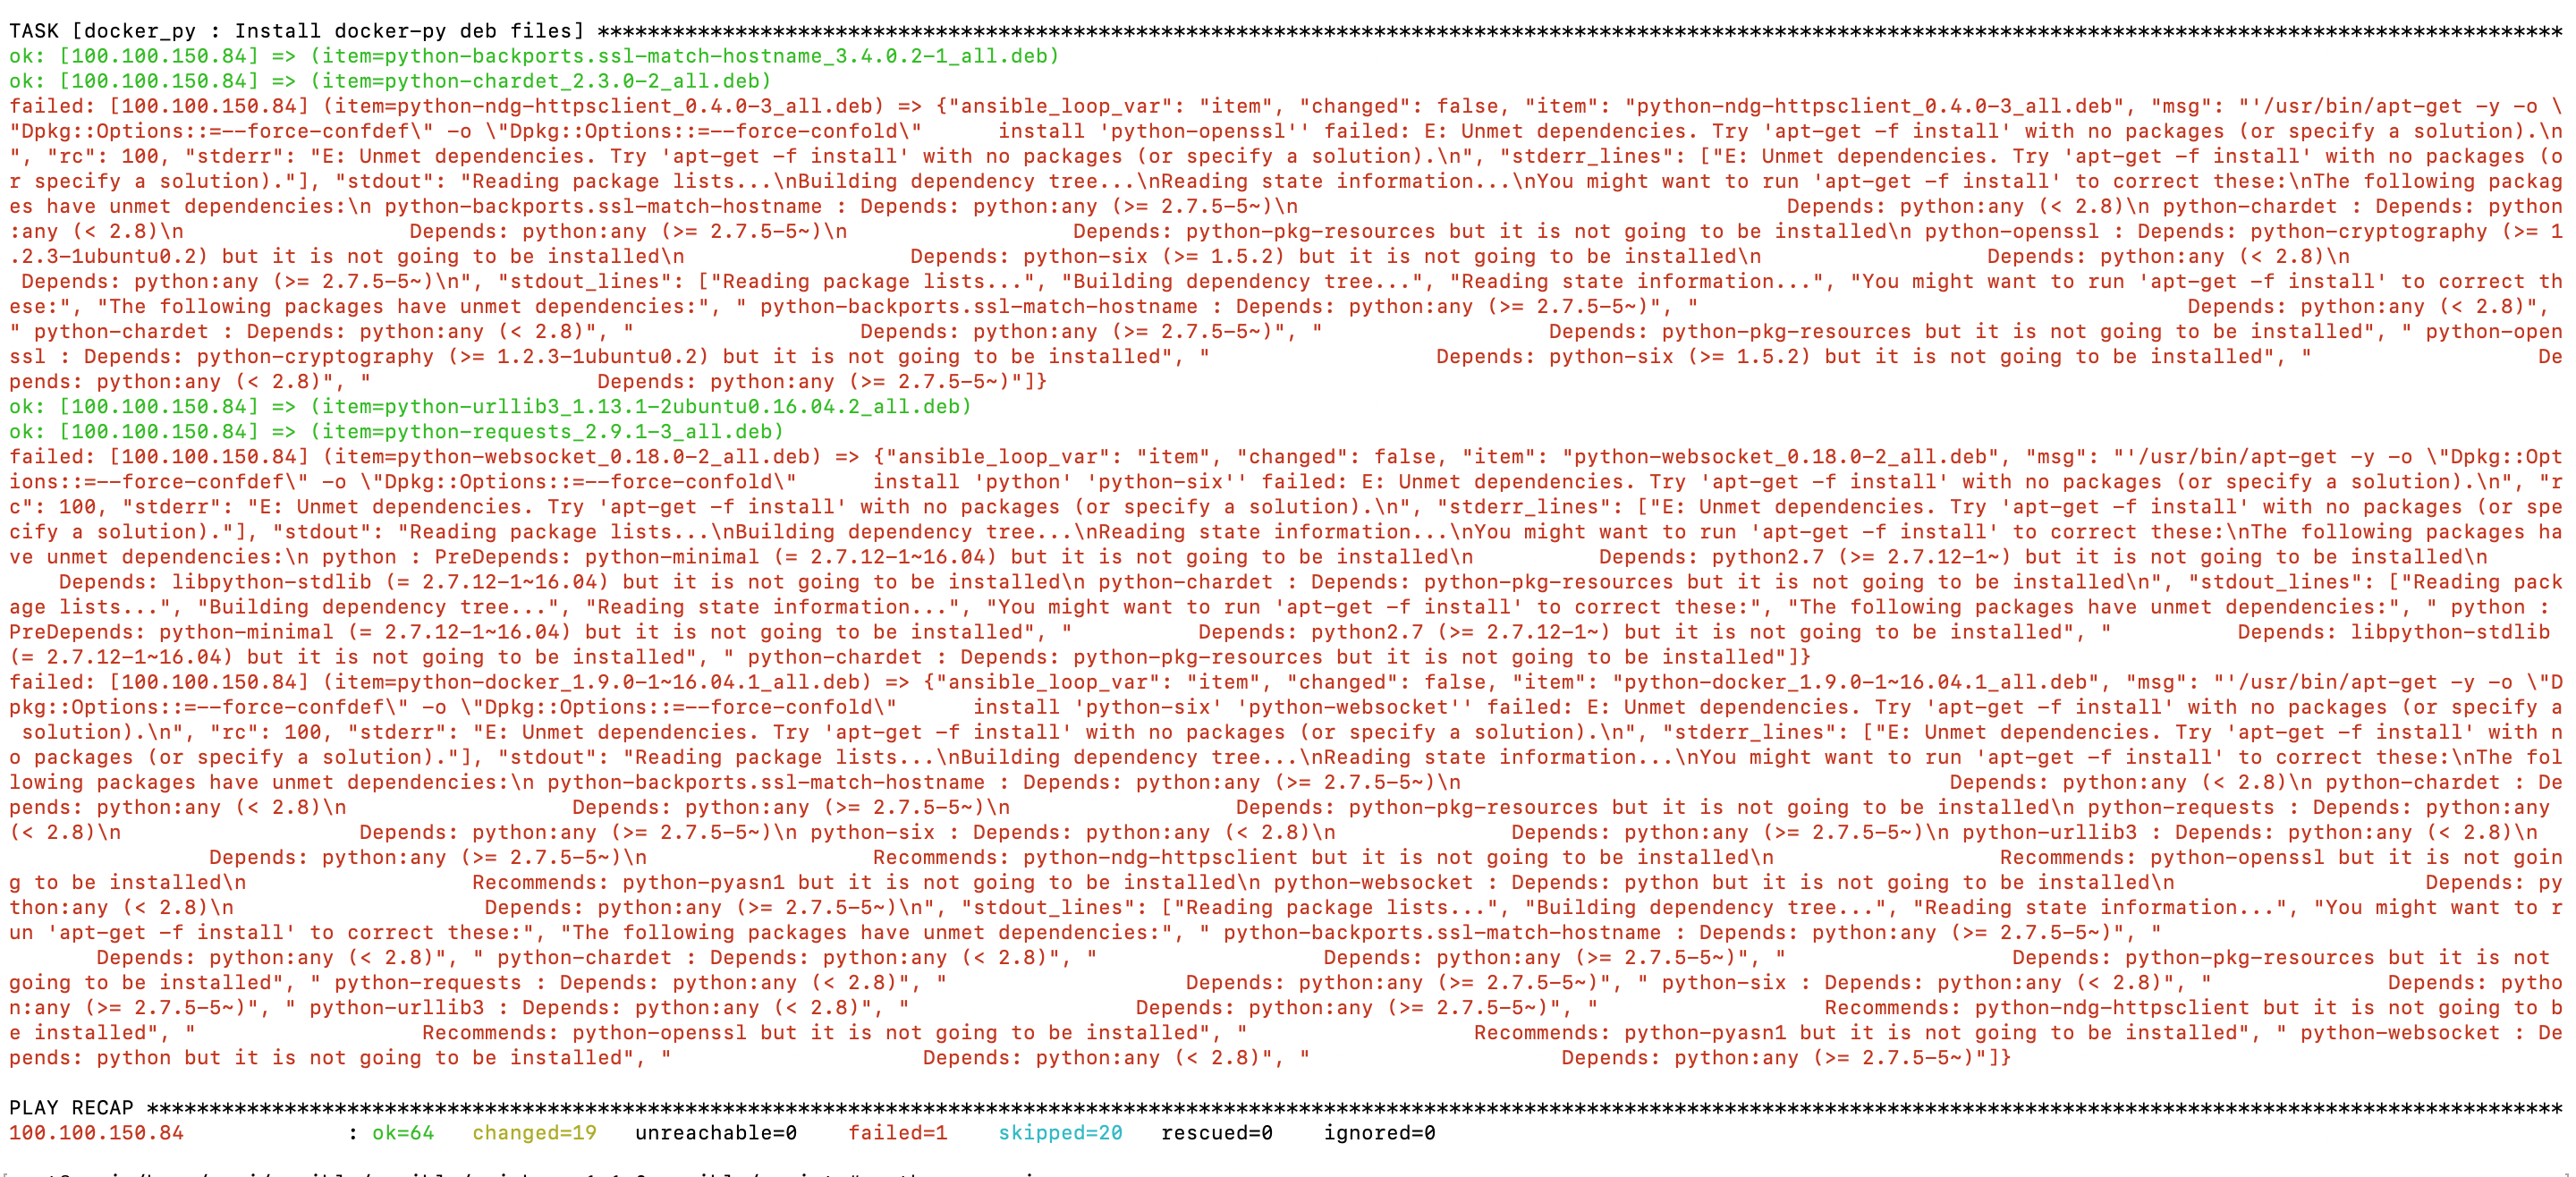 TASK [docker_py : Install docker-py deb files] *************************************************************************************************************************************************************
ok: [100.100.150.84] => (item=python-backports.ssl-match-hostname_3.4.0.2-1_all.deb)
ok: [100.100.150.84] => (item=python-chardet_2.3.0-2_all.deb)
failed: [100.100.150.84] (item=python-ndg-httpsclient_0.4.0-3_all.deb) => {"ansible_loop_var": "item", "changed": false, "item": "python-ndg-httpsclient_0.4.0-3_all.deb", "msg": "'/usr/bin/apt-get -y -o \
"Dpkg::Options::=--force-confdef\" -o \"Dpkg::Options::=--force-confold\"      install 'python-openssl'' failed: E: Unmet dependencies. Try 'apt-get -f install' with no packages (or specify a solution).\n
", "rc": 100, "stderr": "E: Unmet dependencies. Try 'apt-get -f install' with no packages (or specify a solution).\n", "stderr_lines": ["E: Unmet dependencies. Try 'apt-get -f install' with no packages (o
r specify a solution)."], "stdout": "Reading package lists...\nBuilding dependency tree...\nReading state information...\nYou might want to run 'apt-get -f install' to correct these:\nThe following packag
es have unmet dependencies:\n python-backports.ssl-match-hostname : Depends: python:any (>= 2.7.5-5~)\n                                       Depends: python:any (< 2.8)\n python-chardet : Depends: python
:any (< 2.8)\n                  Depends: python:any (>= 2.7.5-5~)\n                  Depends: python-pkg-resources but it is not going to be installed\n python-openssl : Depends: python-cryptography (>= 1
.2.3-1ubuntu0.2) but it is not going to be installed\n                  Depends: python-six (>= 1.5.2) but it is not going to be installed\n                  Depends: python:any (< 2.8)\n
 Depends: python:any (>= 2.7.5-5~)\n", "stdout_lines": ["Reading package lists...", "Building dependency tree...", "Reading state information...", "You might want to run 'apt-get -f install' to correct th
ese:", "The following packages have unmet dependencies:", " python-backports.ssl-match-hostname : Depends: python:any (>= 2.7.5-5~)", "                                       Depends: python:any (< 2.8)",
" python-chardet : Depends: python:any (< 2.8)", "                  Depends: python:any (>= 2.7.5-5~)", "                  Depends: python-pkg-resources but it is not going to be installed", " python-open
ssl : Depends: python-cryptography (>= 1.2.3-1ubuntu0.2) but it is not going to be installed", "                  Depends: python-six (>= 1.5.2) but it is not going to be installed", "                  De
pends: python:any (< 2.8)", "                  Depends: python:any (>= 2.7.5-5~)"]}
ok: [100.100.150.84] => (item=python-urllib3_1.13.1-2ubuntu0.16.04.2_all.deb)
ok: [100.100.150.84] => (item=python-requests_2.9.1-3_all.deb)
failed: [100.100.150.84] (item=python-websocket_0.18.0-2_all.deb) => {"ansible_loop_var": "item", "changed": false, "item": "python-websocket_0.18.0-2_all.deb", "msg": "'/usr/bin/apt-get -y -o \"Dpkg::Opt
ions::=--force-confdef\" -o \"Dpkg::Options::=--force-confold\"      install 'python' 'python-six'' failed: E: Unmet dependencies. Try 'apt-get -f install' with no packages (or specify a solution).\n", "r
c": 100, "stderr": "E: Unmet dependencies. Try 'apt-get -f install' with no packages (or specify a solution).\n", "stderr_lines": ["E: Unmet dependencies. Try 'apt-get -f install' with no packages (or spe
cify a solution)."], "stdout": "Reading package lists...\nBuilding dependency tree...\nReading state information...\nYou might want to run 'apt-get -f install' to correct these:\nThe following packages ha
ve unmet dependencies:\n python : PreDepends: python-minimal (= 2.7.12-1~16.04) but it is not going to be installed\n          Depends: python2.7 (>= 2.7.12-1~) but it is not going to be installed\n
    Depends: libpython-stdlib (= 2.7.12-1~16.04) but it is not going to be installed\n python-chardet : Depends: python-pkg-resources but it is not going to be installed\n", "stdout_lines": ["Reading pack
age lists...", "Building dependency tree...", "Reading state information...", "You might want to run 'apt-get -f install' to correct these:", "The following packages have unmet dependencies:", " python :
PreDepends: python-minimal (= 2.7.12-1~16.04) but it is not going to be installed", "          Depends: python2.7 (>= 2.7.12-1~) but it is not going to be installed", "          Depends: libpython-stdlib
(= 2.7.12-1~16.04) but it is not going to be installed", " python-chardet : Depends: python-pkg-resources but it is not going to be installed"]}
failed: [100.100.150.84] (item=python-docker_1.9.0-1~16.04.1_all.deb) => {"ansible_loop_var": "item", "changed": false, "item": "python-docker_1.9.0-1~16.04.1_all.deb", "msg": "'/usr/bin/apt-get -y -o \"D
pkg::Options::=--force-confdef\" -o \"Dpkg::Options::=--force-confold\"      install 'python-six' 'python-websocket'' failed: E: Unmet dependencies. Try 'apt-get -f install' with no packages (or specify a
 solution).\n", "rc": 100, "stderr": "E: Unmet dependencies. Try 'apt-get -f install' with no packages (or specify a solution).\n", "stderr_lines": ["E: Unmet dependencies. Try 'apt-get -f install' with n
o packages (or specify a solution)."], "stdout": "Reading package lists...\nBuilding dependency tree...\nReading state information...\nYou might want to run 'apt-get -f install' to correct these:\nThe fol
lowing packages have unmet dependencies:\n python-backports.ssl-match-hostname : Depends: python:any (>= 2.7.5-5~)\n                                       Depends: python:any (< 2.8)\n python-chardet : De
pends: python:any (< 2.8)\n                  Depends: python:any (>= 2.7.5-5~)\n                  Depends: python-pkg-resources but it is not going to be installed\n python-requests : Depends: python:any
(< 2.8)\n                   Depends: python:any (>= 2.7.5-5~)\n python-six : Depends: python:any (< 2.8)\n              Depends: python:any (>= 2.7.5-5~)\n python-urllib3 : Depends: python:any (< 2.8)\n
                Depends: python:any (>= 2.7.5-5~)\n                  Recommends: python-ndg-httpsclient but it is not going to be installed\n                  Recommends: python-openssl but it is not goin
g to be installed\n                  Recommends: python-pyasn1 but it is not going to be installed\n python-websocket : Depends: python but it is not going to be installed\n                    Depends: py
thon:any (< 2.8)\n                    Depends: python:any (>= 2.7.5-5~)\n", "stdout_lines": ["Reading package lists...", "Building dependency tree...", "Reading state information...", "You might want to r
un 'apt-get -f install' to correct these:", "The following packages have unmet dependencies:", " python-backports.ssl-match-hostname : Depends: python:any (>= 2.7.5-5~)", "
       Depends: python:any (< 2.8)", " python-chardet : Depends: python:any (< 2.8)", "                  Depends: python:any (>= 2.7.5-5~)", "                  Depends: python-pkg-resources but it is not
going to be installed", " python-requests : Depends: python:any (< 2.8)", "                   Depends: python:any (>= 2.7.5-5~)", " python-six : Depends: python:any (< 2.8)", "              Depends: pytho
n:any (>= 2.7.5-5~)", " python-urllib3 : Depends: python:any (< 2.8)", "                  Depends: python:any (>= 2.7.5-5~)", "                  Recommends: python-ndg-httpsclient but it is not going to b
e installed", "                  Recommends: python-openssl but it is not going to be installed", "                  Recommends: python-pyasn1 but it is not going to be installed", " python-websocket : De
pends: python but it is not going to be installed", "                    Depends: python:any (< 2.8)", "                    Depends: python:any (>= 2.7.5-5~)"]}
PLAY RECAP *************************************************************************************************************************************************************************************************
100.100.150.84             : ok=64   changed=19   unreachable=0    failed=1    skipped=20   rescued=0    ignored=0